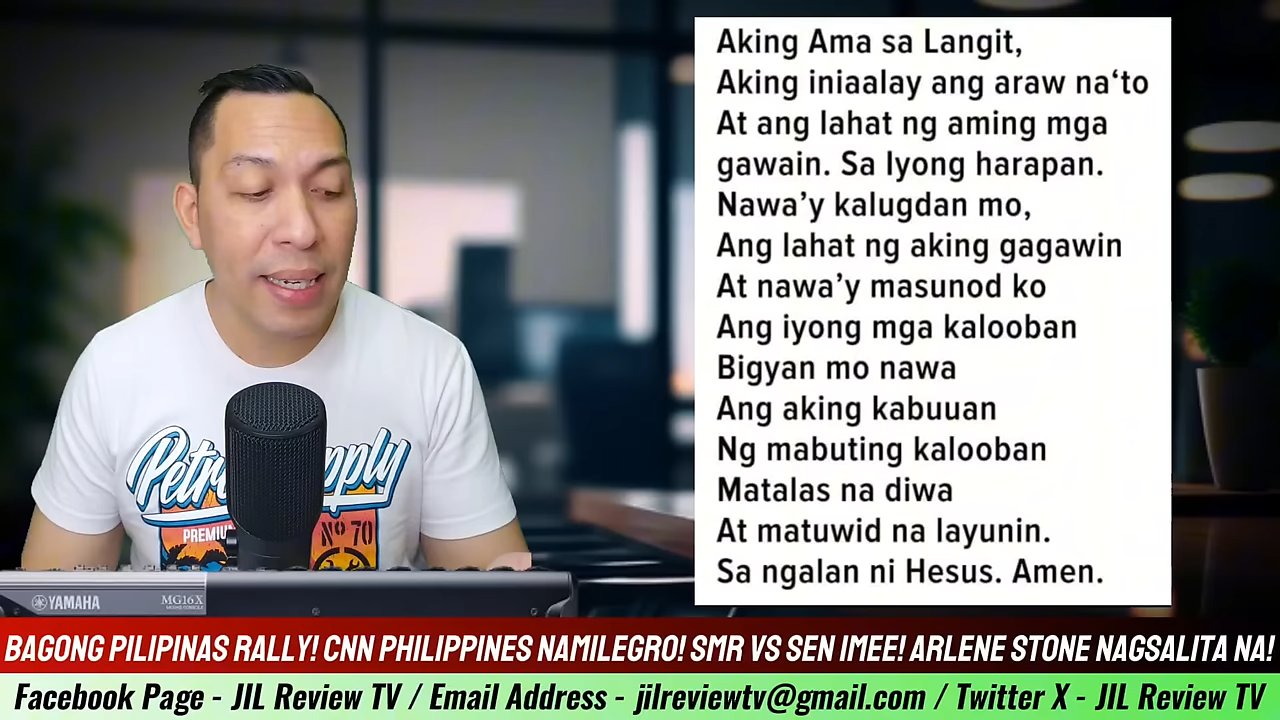 Aking Ama sa Langit,
Aking iniaalay ang araw na‘to
At ang lahat ng aming mga
gawain. Sa Iyong harapan.
Nawa’y kalugdan mo,
Ang lahat ng aking gagawin
At nawa’y masunod ko
Ang iyong mga kalooban
Bigyan mo nawa
Ang aking kabuuan
Ng mabuting kalooban
Matalas na diwa
At matuwid na layunin.
Sa ngalan ni Hesus. Amen.
PREMIU
Nº 70
YAMAHA
MG16X
BAGONG PILIPINAS RALLY! CNN PHILIPPINES NAMILEGRO! SMR VS SEN IMEE! ARLENE STONE NAGSALITA NA!
Facebook Page - JIL Review TV / Email Address - jilreviewtv@gmail.com / Twitter X - JIL Review TV